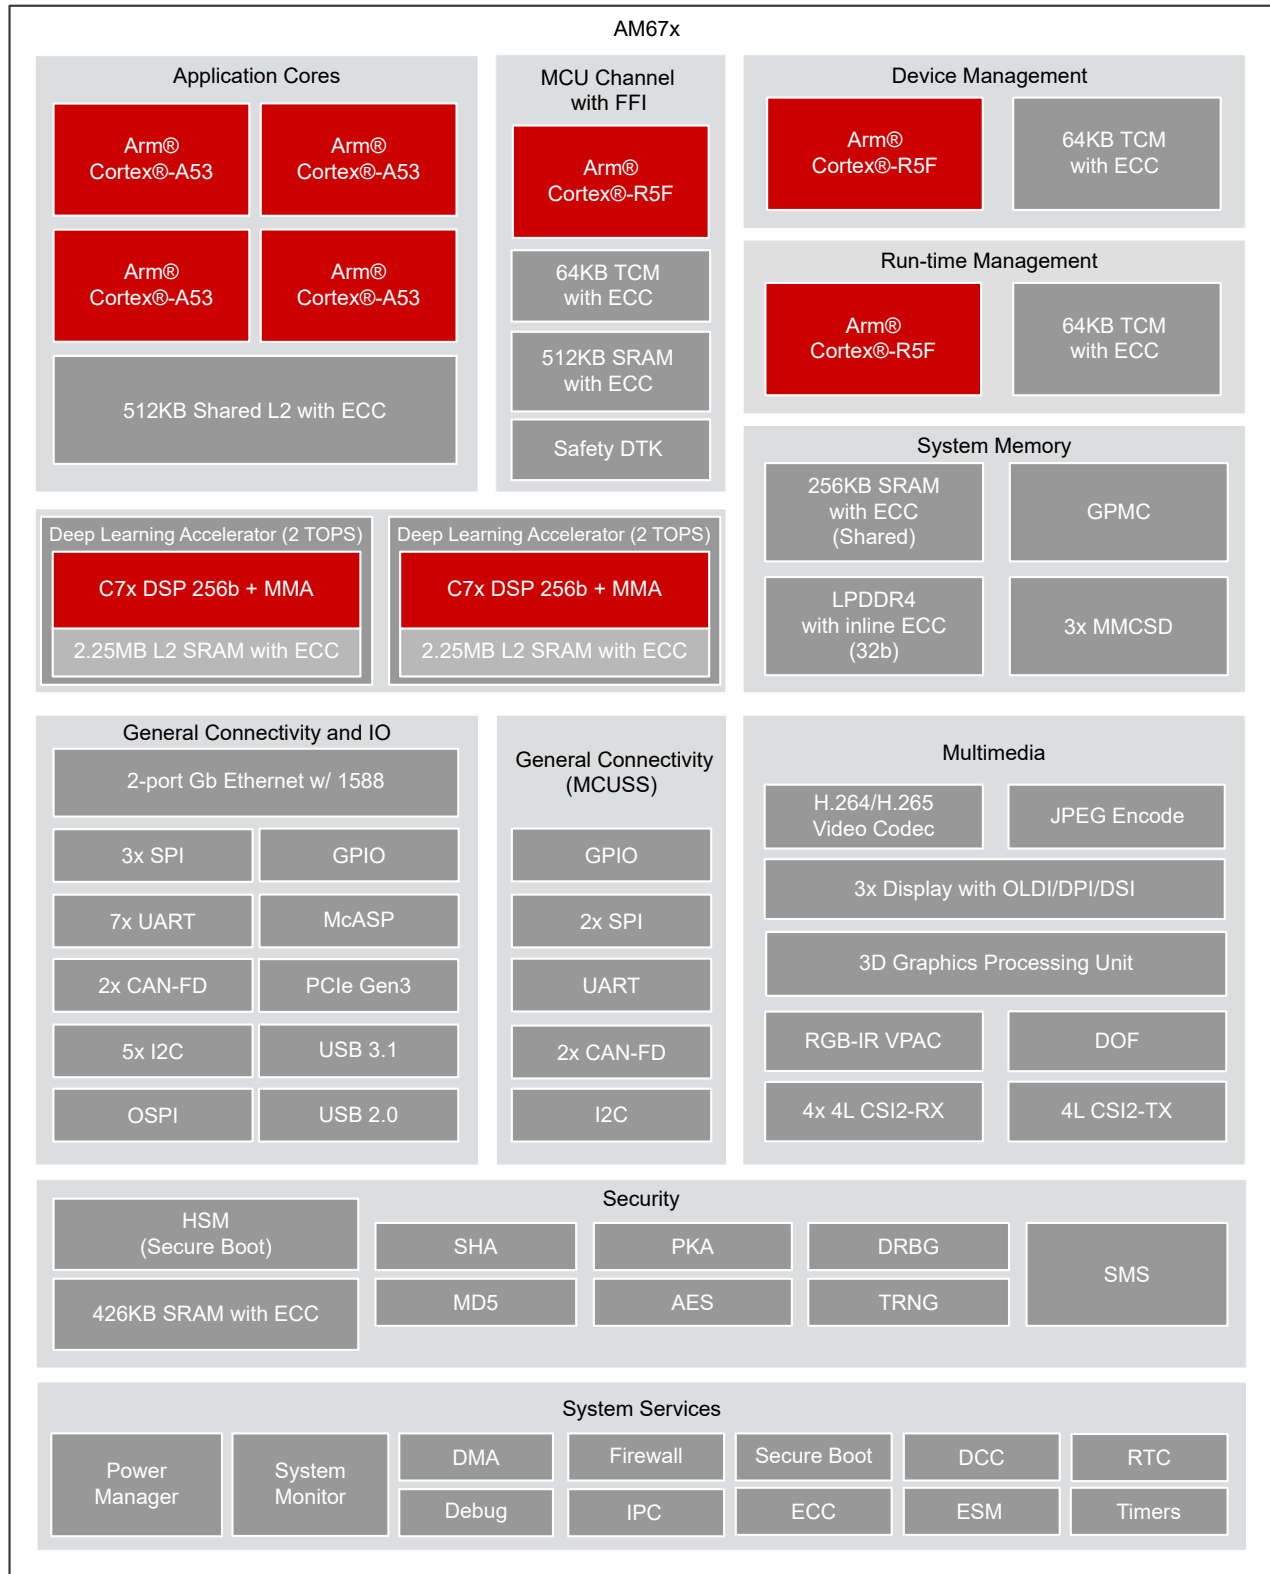 AM67x
Application Cores
Arm®
Cortex®-A53
Arm®
Cortex®-A53
Arm®
Cortex®-A53
Arm®
Cortex®-A53
512KB Shared L2 with ECC
MCU Channel
with FFI
Arm®
Cortex®-R5F
64KB TCM
with ECC
512KB SRAM
with ECC
Safety DTK
Device Management
Arm®
Cortex®-R5F
64KB TCM
with ECC
Run-time Management
Arm®
Cortex®-R5F
64KB TCM
with ECC
System Memory
256KB SRAM
with ECC
(Shared)
GPMC
LPDDR4
with inline ECC
(32b)
3x MMCSD
Deep Learning Accelerator (2 TOPS)
C7x DSP 256b + MMA
2.25MB L2 SRAM with ECC
Deep Learning Accelerator (2 TOPS)
C7x DSP 256b + MMA
2.25MB L2 SRAM with ECC
General Connectivity and IO
2-port Gb Ethernet w/ 1588
3x SPI
GPIO
7x UART
McASP
2x CAN-FD
PCIe Gen3
5x I2C
USB 3.1
OSPI
USB 2.0
General Connectivity
(MCUSS)
GPIO
2x SPI
UART
2x CAN-FD
I2C
Multimedia
H.264/H.265
Video Codec
JPEG Encode
3x Display with OLDI/DPI/DSI
3D Graphics Processing Unit
RGB-IR VPAC
DOF
4x 4L CSI2-RX
4L CSI2-TX
Security
HSM
(Secure Boot)
426KB SRAM with ECC
SHA
PKA
DRBG
MD5
AES
TRNG
SMS
System Services
Power
Manager
System
Monitor
DMA
Firewall
Secure Boot
DCC
RTC
Debug
IPC
ECC
ESM
Timers